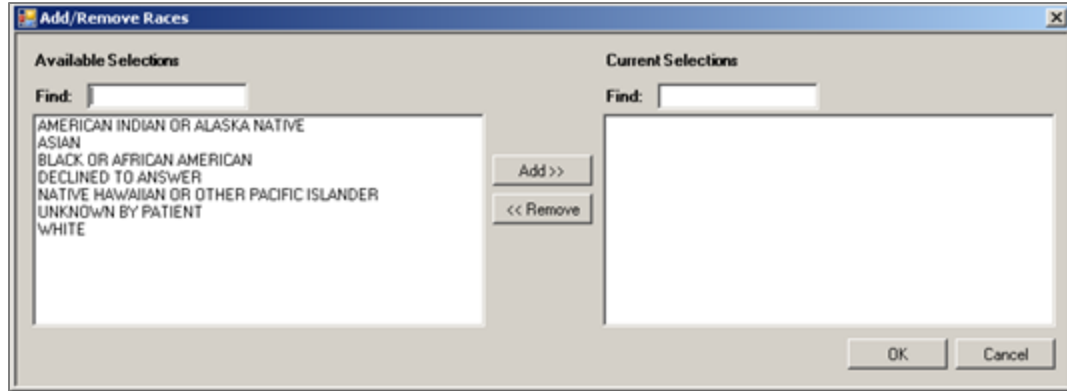 Add/Remove Races
Available Selections
Current Selections
Find:
Find:
AMERICAN INDIAN OR ALASKA NATIVE
ASIAN
BLACK OR AFRICAN AMERICAN
DECLINED TO ANSWER
NATIVE HAWAIIAN OR OTHER PACIFIC ISLANDER
UNKNOWN BY PATIENT
WHITE
Add >>
<< Remove
OK
Cancel